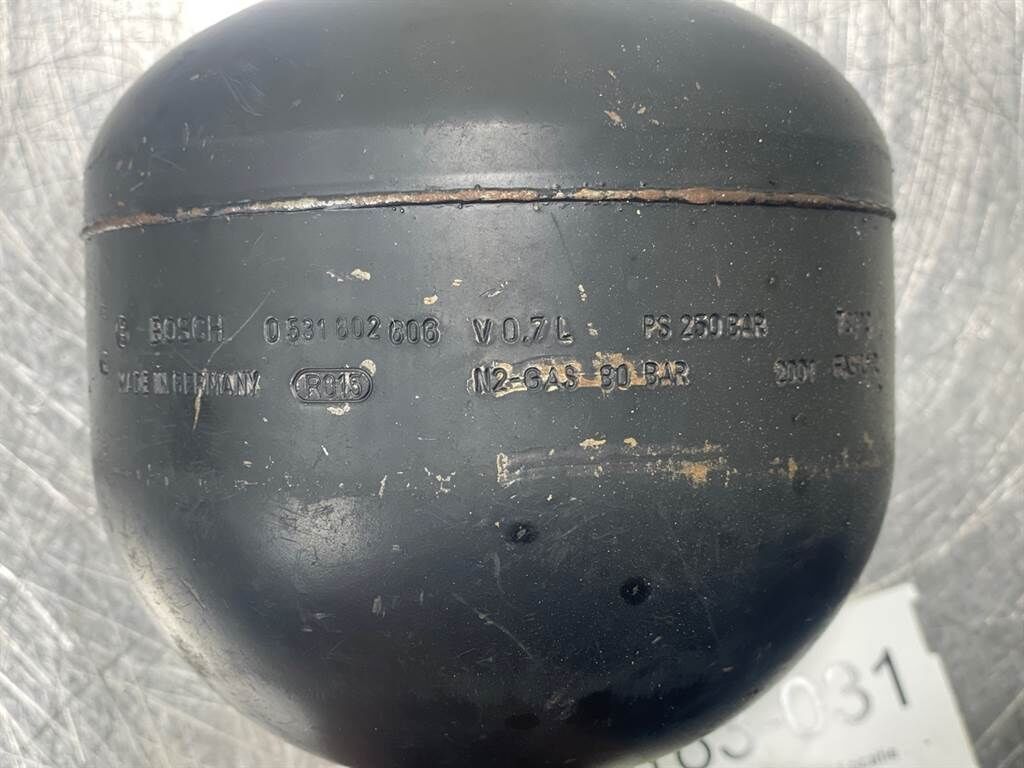 BOSCH 0 531 602 606 V 0,7 L PS 250 BAR
MADE IN GERMANY R015 N2-GAS 80 BAR 2001
-031